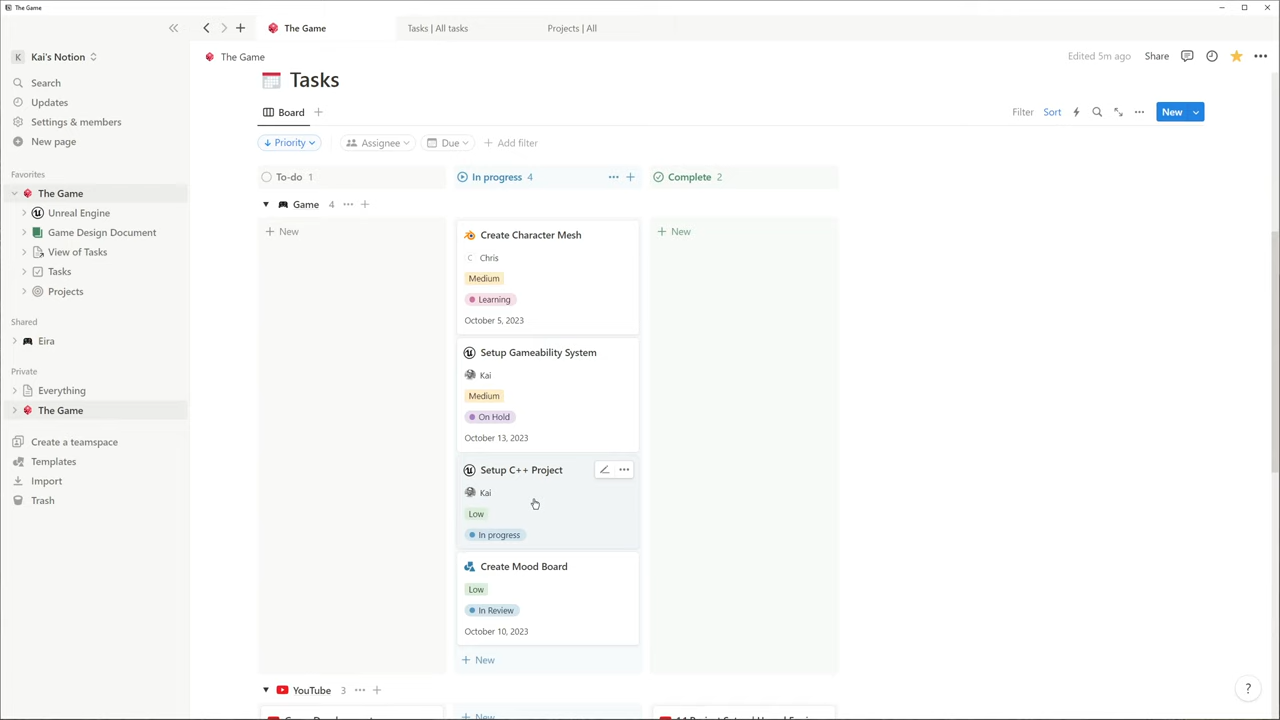 The Game
The Game
Tasks | All tasks
Projects | All
K Kai's Notion
The Game
Edited 5m ago
Share
Search
Updates
Settings & members
New page
Favorites
The Game
Unreal Engine
Game Design Document
View of Tasks
Tasks
Projects
Shared
Eira
Private
Everything
The Game
Create a teamspace
Templates
Import
Trash
Tasks
Board
Filter
Sort
New
Priority
Assignee
Due
Add filter
To-do 1
In progress 4
Complete 2
Game 4
New
Create Character Mesh
C Chris
Medium
Learning
October 5, 2023
Setup Gameability System
Kai
Medium
On Hold
October 13, 2023
Setup C++ Project
Kai
Low
In progress
Create Mood Board
Low
In Review
October 10, 2023
New
New
YouTube 3
New
?